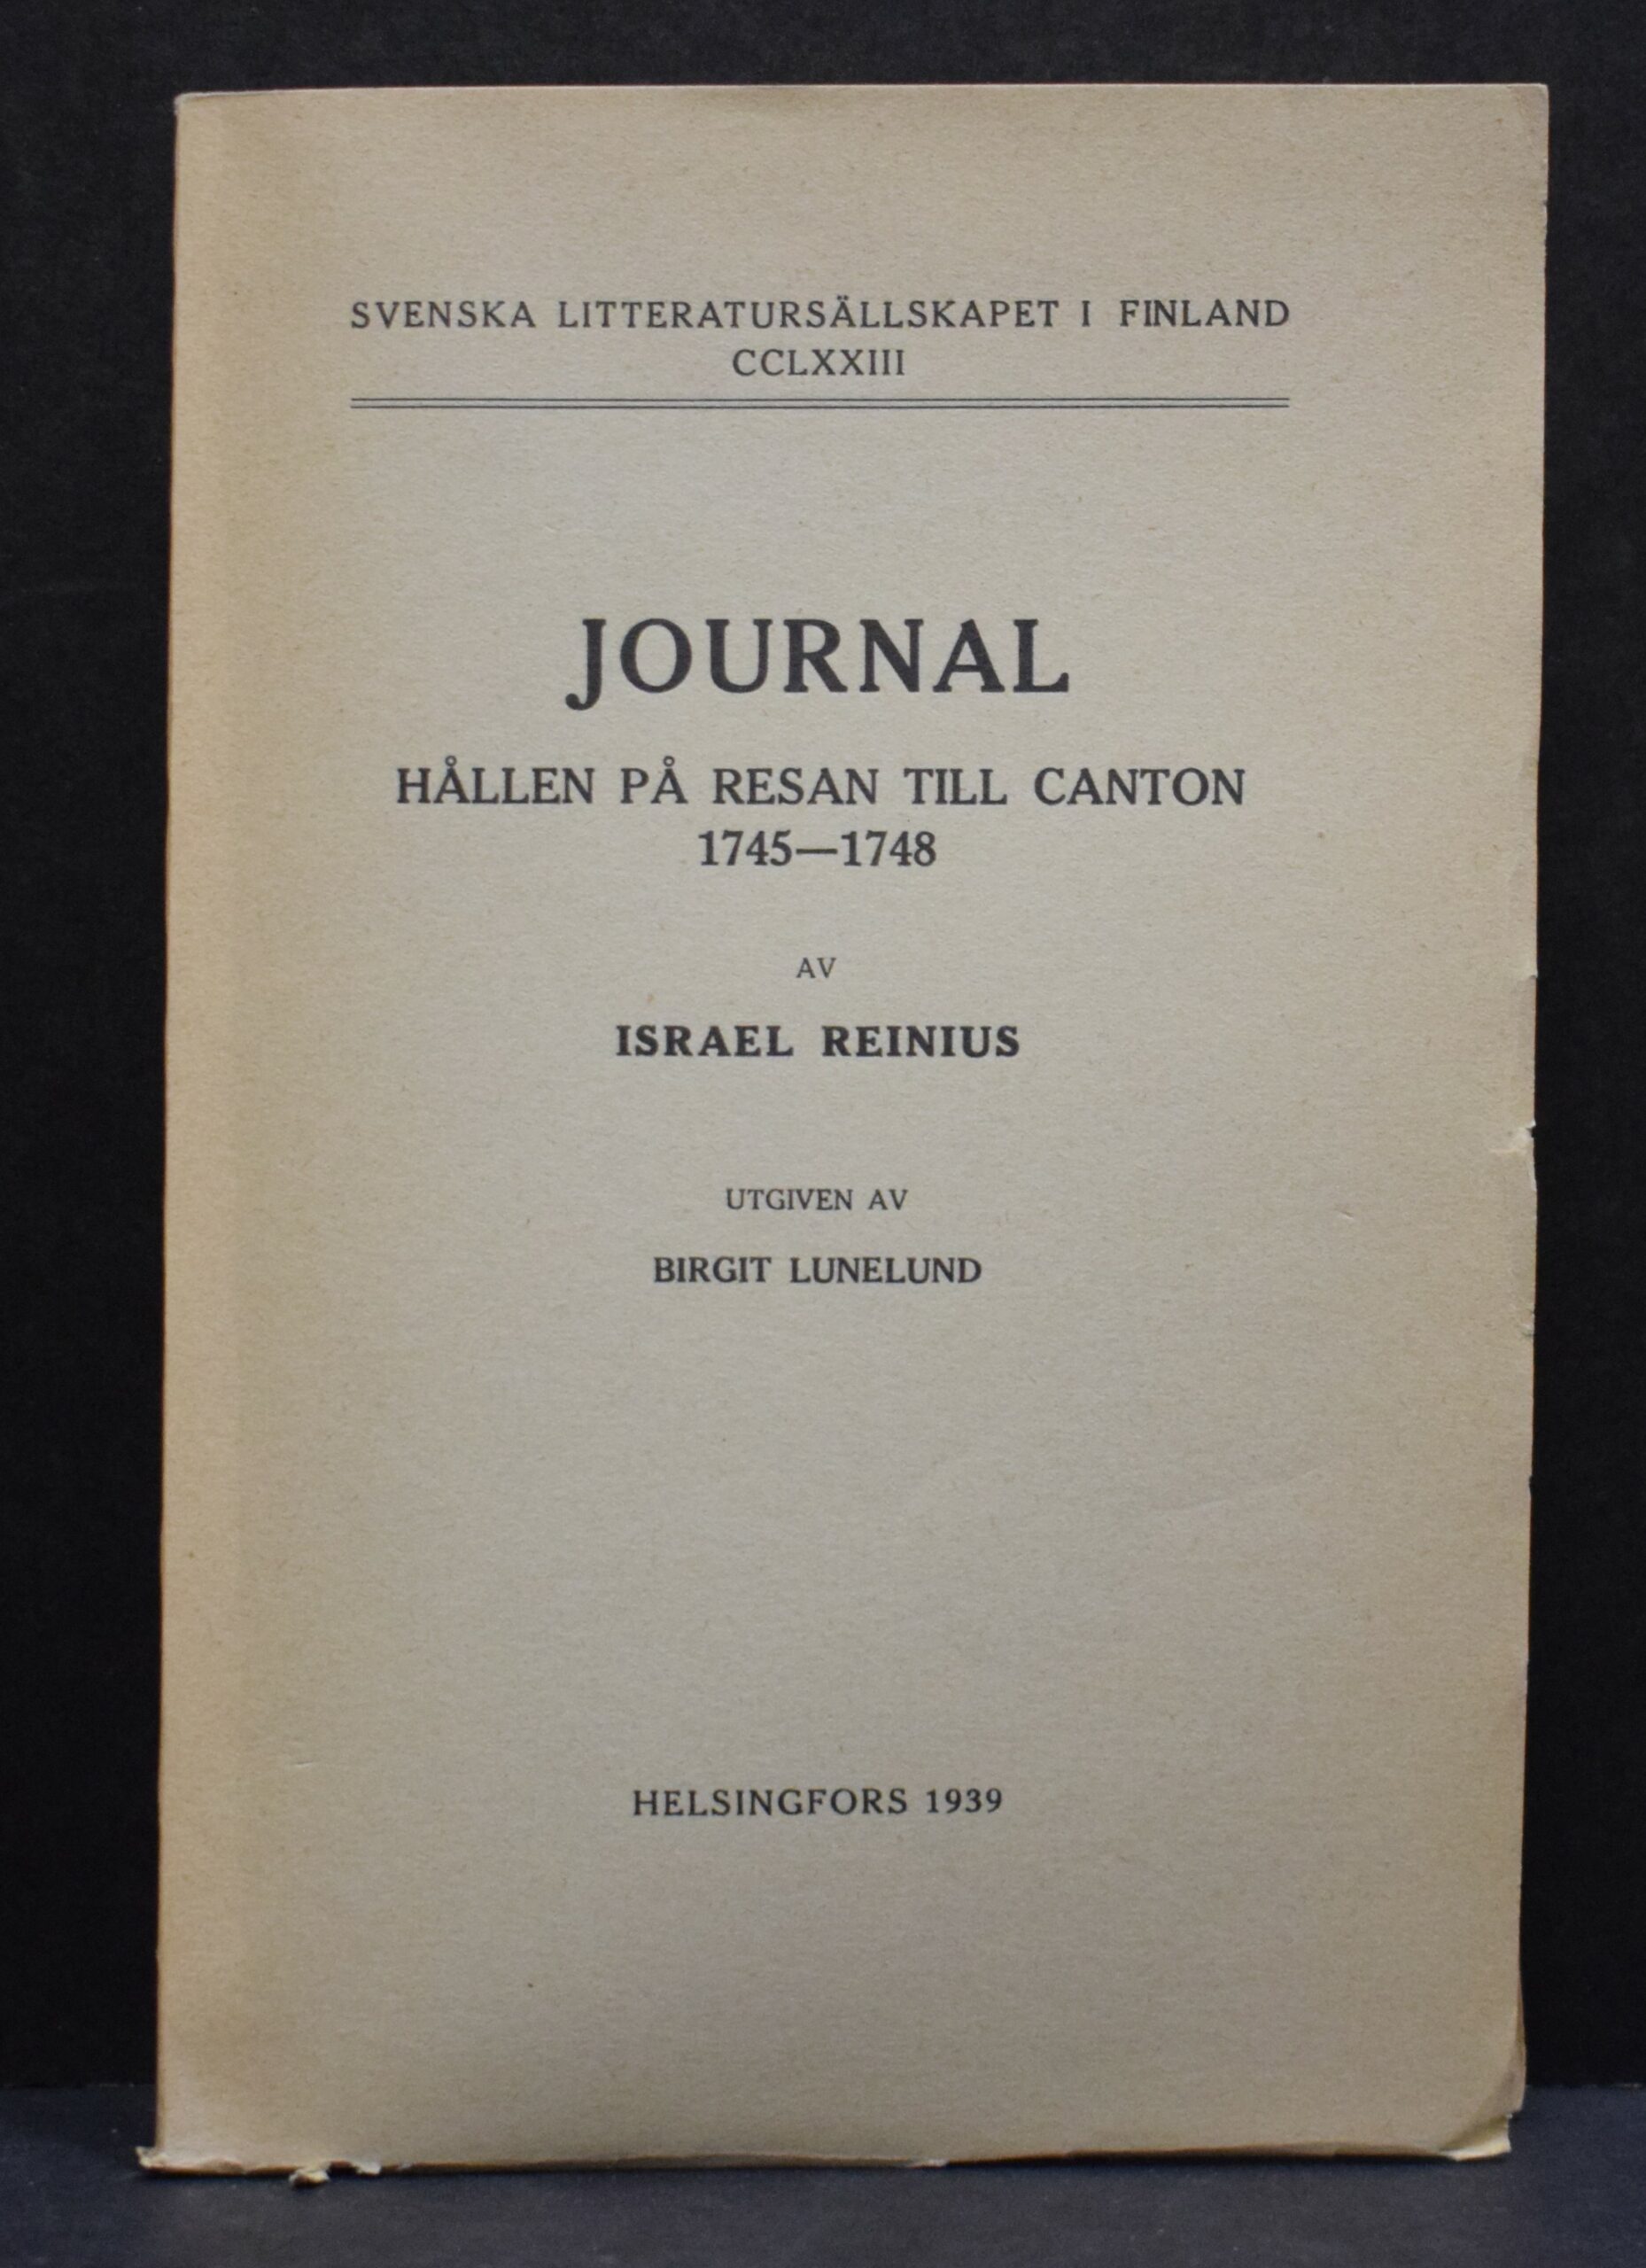 SVENSKA LITTERATURSÄLLSKAPET I FINLAND
CCLXXIII
JOURNAL
HÅLLEN PÅ RESAN TILL CANTON
1745—1748
AV
ISRAEL REINIUS
UTGIVEN AV
BIRGIT LUNELUND
HELSINGFORS 1939